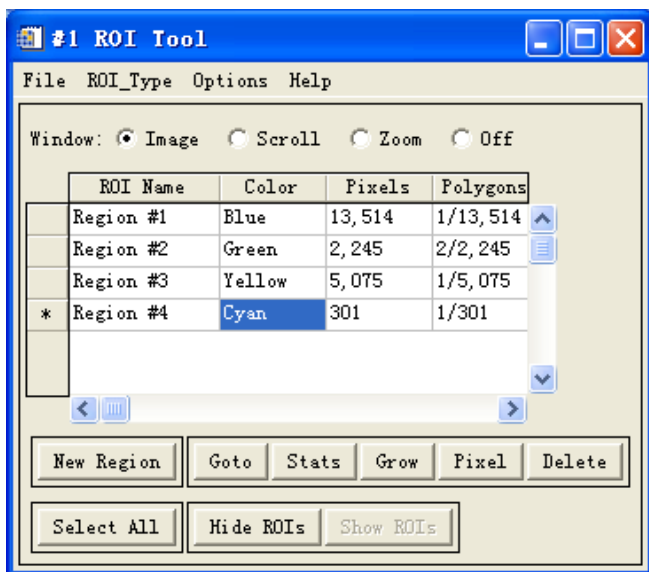 #1 ROI Tool
File ROI_Type Options Help
Window: Image Scroll Zoom Off
ROI Name Color Pixels Polygons
Region #1 Blue 13,514 1/13,514
Region #2 Green 2,245 2/2,245
Region #3 Yellow 5,075 1/5,075
* Region #4 Cyan 301 1/301
New Region Goto Stats Grow Pixel Delete
Select All Hide ROIs Show ROIs